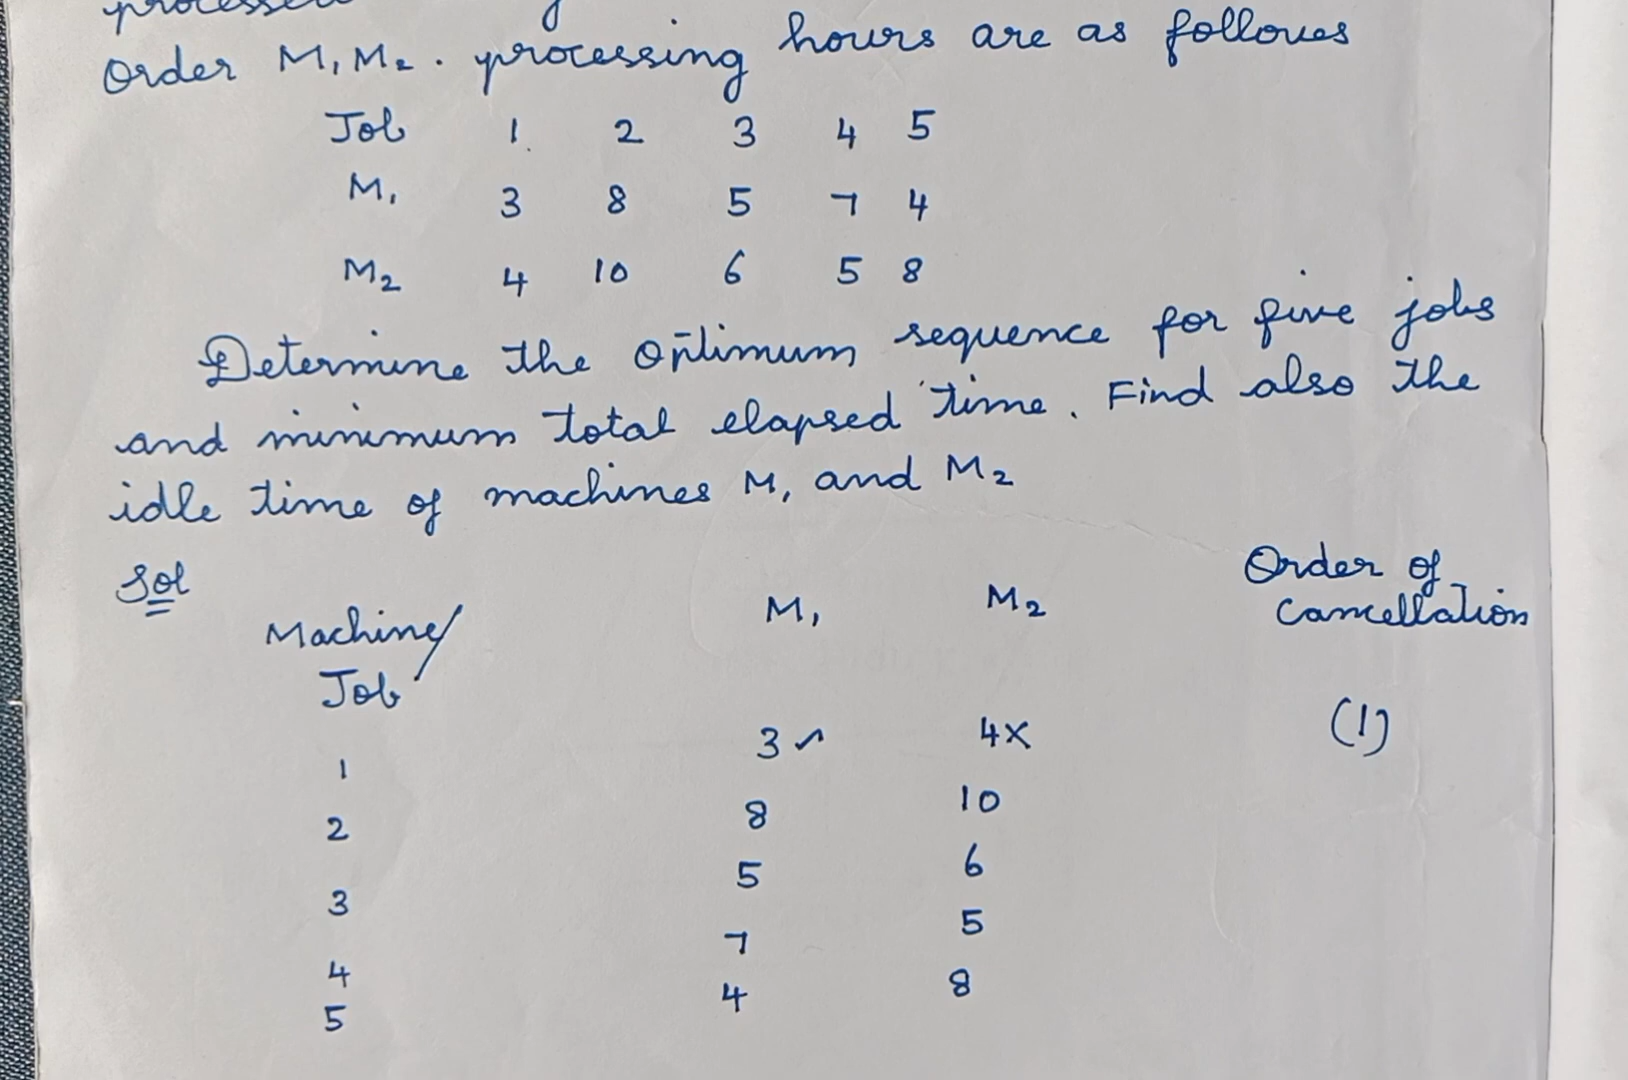 Order M₁ M₂. processing hours are as follows
Job 1 2 3 4 5
M₁ 3 8 5 7 4
M₂ 4 10 6 5 8
Determine the optimum sequence for five jobs
and minimum total elapsed time. Find also the
idle time of machines M₁ and M₂
Sol
Machine/ M₁ M₂ Order of
Job cancellation
1 3 ✓ 4x (1)
2 8 10
3 5 6
4 7 5
5 4 8